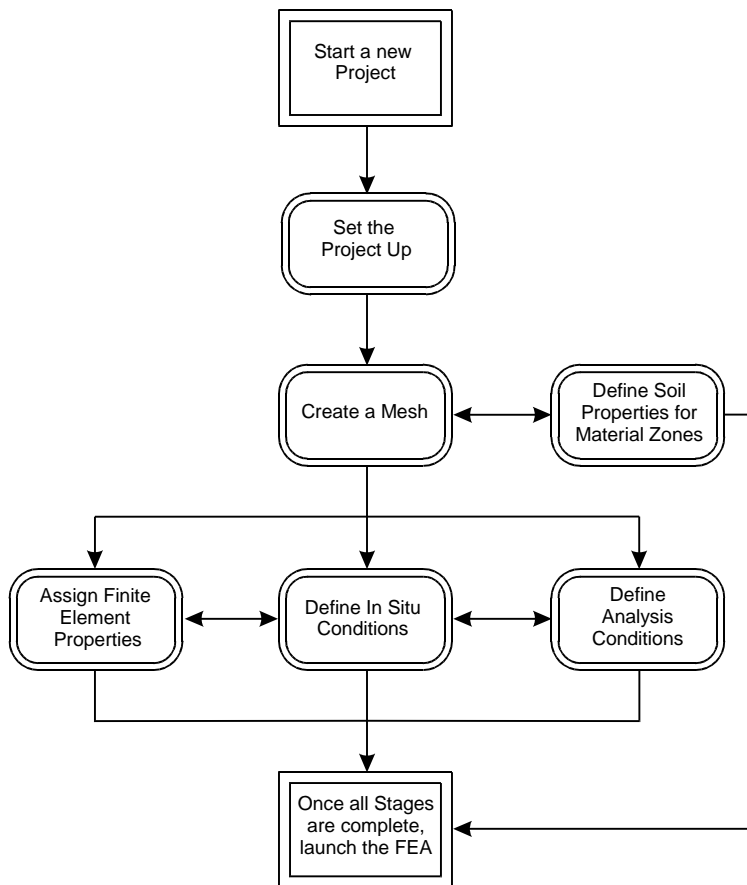 Start a new
Project
Set the
Project Up
Create a Mesh
Define Soil
Properties for
Material Zones
Assign Finite
Element
Properties
Define In Situ
Conditions
Define
Analysis
Conditions
Once all Stages
are complete,
launch the FEA